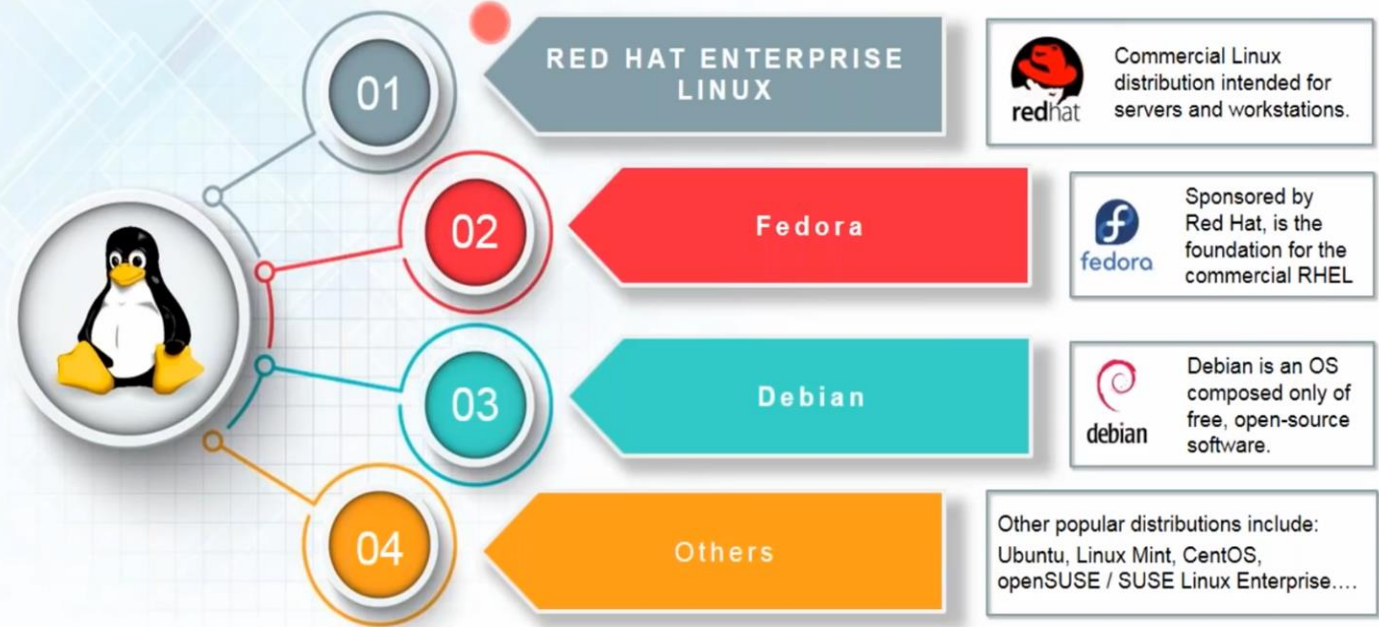 01
RED HAT ENTERPRISE
LINUX
redhat
Commercial Linux
distribution intended for
servers and workstations.
02
Fedora
fedora
Sponsored by
Red Hat, is the
foundation for the
commercial RHEL
03
Debian
debian
Debian is an OS
composed only of
free, open-source
software.
04
Others
Other popular distributions include:
Ubuntu, Linux Mint, CentOS,
openSUSE / SUSE Linux Enterprise....